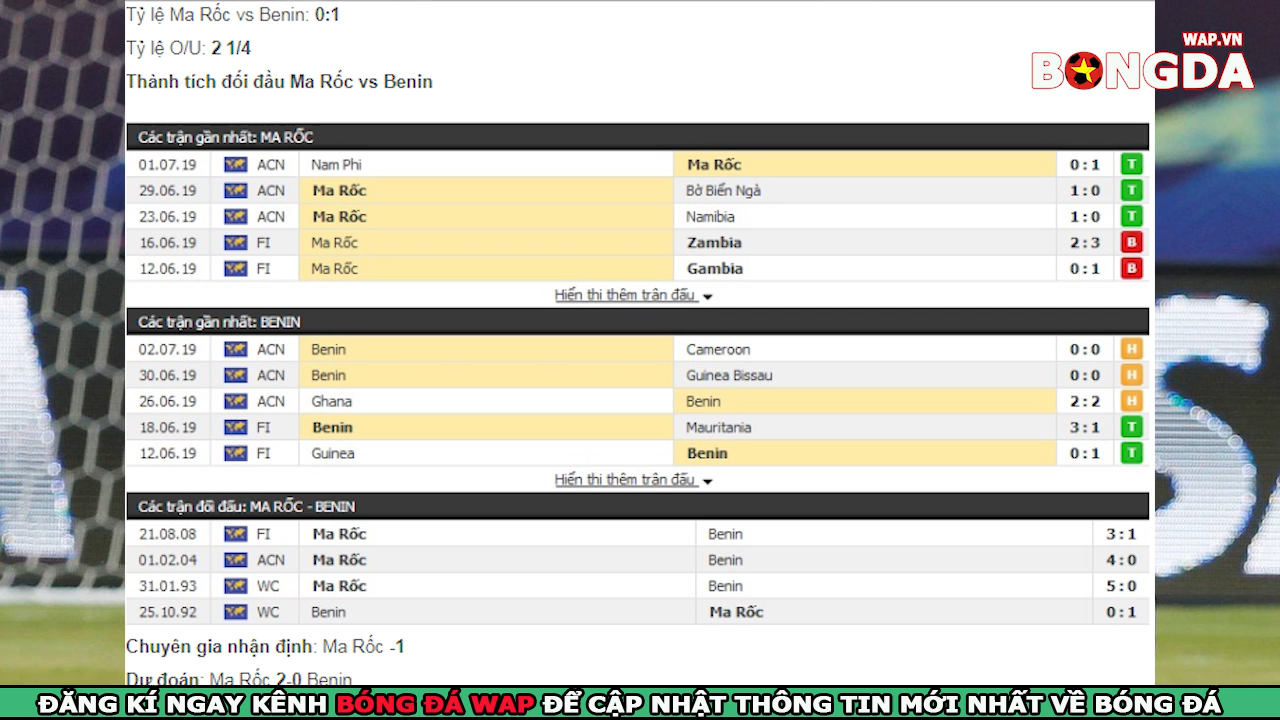 Tỷ lệ Ma Rốc vs Benin: 0:1
WAP.VN
Tỷ lệ O/U: 2 1/4
BONGDA
Thành tích đối đầu Ma Rốc vs Benin
Các trận gần nhất: MA RỐC
01.07.19 ACN Nam Phi Ma Rốc 0 : 1 T
29.06.19 ACN Ma Rốc Bờ Biển Ngà 1 : 0 T
23.06.19 ACN Ma Rốc Namibia 1 : 0 T
16.06.19 FI Ma Rốc Zambia 2 : 3 B
12.06.19 FI Ma Rốc Gambia 0 : 1 B
Hiển thi thêm trân đấu
Các trận gần nhất: BENIN
02.07.19 ACN Benin Cameroon 0 : 0 H
30.06.19 ACN Benin Guinea Bissau 0 : 0 H
26.06.19 ACN Ghana Benin 2 : 2 H
18.06.19 FI Benin Mauritania 3 : 1 T
12.06.19 FI Guinea Benin 0 : 1 T
Hiển thi thêm trân đấu
Các trận đối đấu: MA RỐC - BENIN
21.08.08 FI Ma Rốc Benin 3 : 1
01.02.04 ACN Ma Rốc Benin 4 : 0
31.01.93 WC Ma Rốc Benin 5 : 0
25.10.92 WC Benin Ma Rốc 0 : 1
Chuyên gia nhận định: Ma Rốc -1
Dự đoán: Ma Rốc 2-0 Benin
ĐĂNG KÍ NGAY KÊNH BÓNG ĐÁ WAP ĐỂ CẬP NHẬT THÔNG TIN MỚI NHẤT VỀ BÓNG ĐÁ